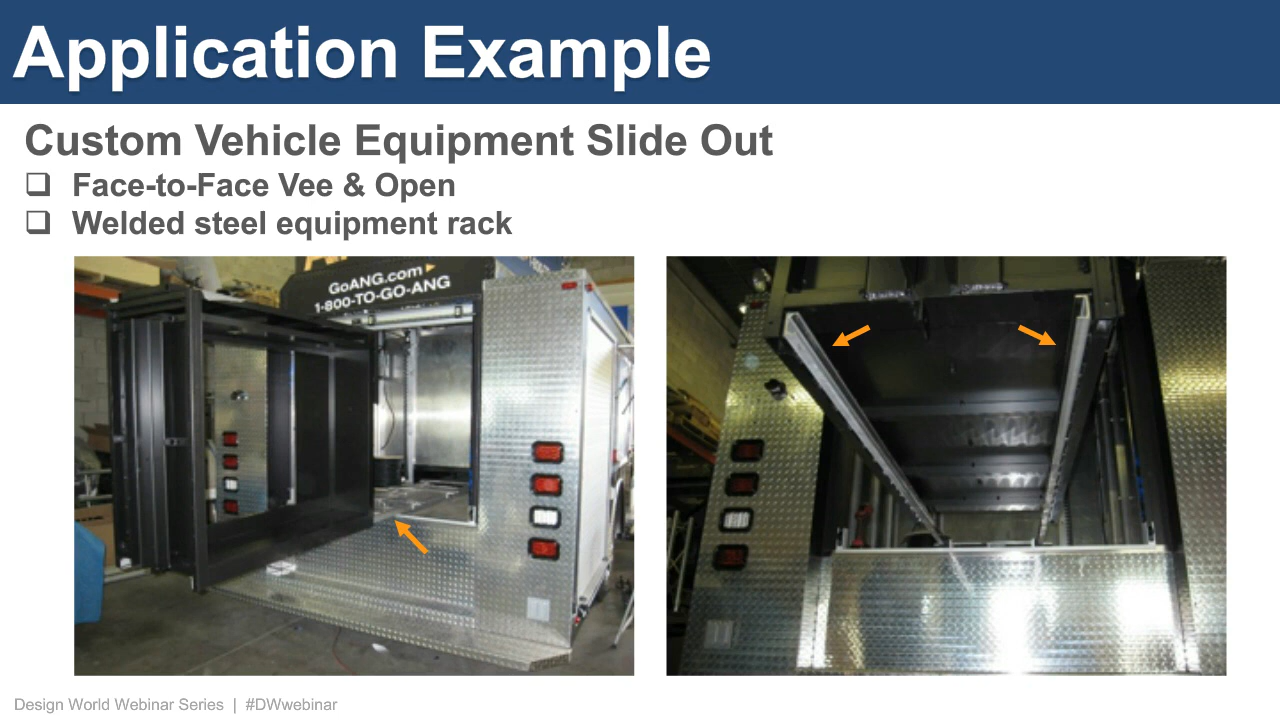 Application Example
Custom Vehicle Equipment Slide Out
❑ Face-to-Face Vee & Open
❑ Welded steel equipment rack
GoANG.com
1-800-TO-GO-ANG
Design World Webinar Series | #DWwebinar